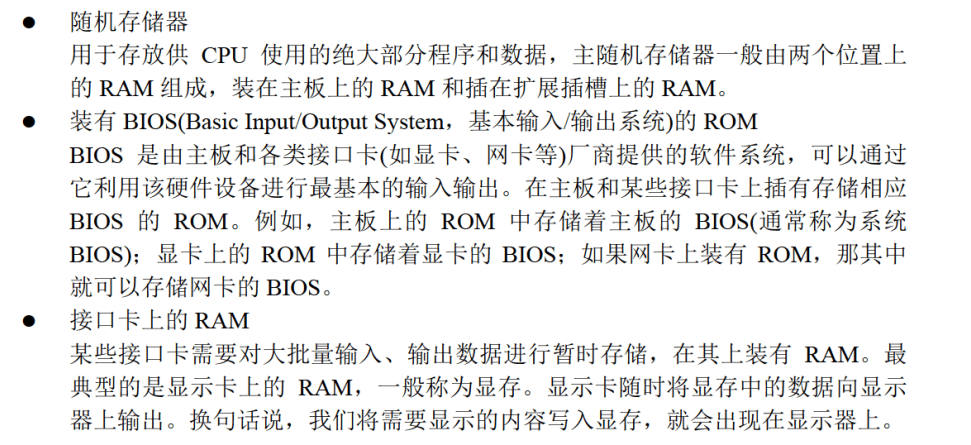 ● 随机存储器
用于存放供 CPU 使用的绝大部分程序和数据，主随机存储器一般由两个位置上
的 RAM 组成，装在主板上的 RAM 和插在扩展插槽上的 RAM。
● 装有 BIOS(Basic Input/Output System，基本输入/输出系统)的 ROM
BIOS 是由主板和各类接口卡(如显卡、网卡等)厂商提供的软件系统，可以通过
它利用该硬件设备进行最基本的输入输出。在主板和某些接口卡上插有存储相应
BIOS 的 ROM。例如，主板上的 ROM 中存储着主板的 BIOS(通常称为系统
BIOS)；显卡上的 ROM 中存储着显卡的 BIOS；如果网卡上装有 ROM，那其中
就可以存储网卡的 BIOS。
● 接口卡上的 RAM
某些接口卡需要对大批量输入、输出数据进行暂时存储，在其上装有 RAM。最
典型的是显示卡上的 RAM，一般称为显存。显示卡随时将显存中的数据向显示
器上输出。换句话说，我们将需要显示的内容写入显存，就会出现在显示器上。